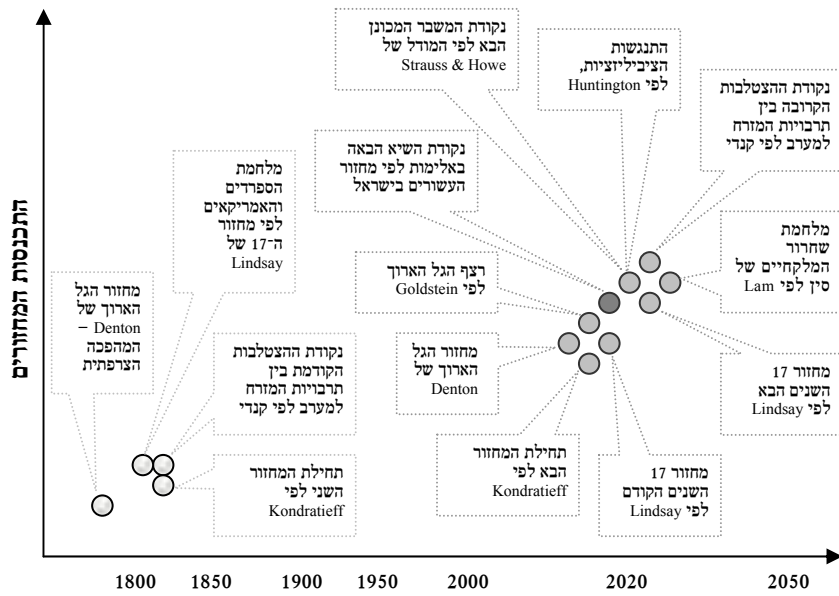 נקודת המשבר המכונן
הבא לפי המודל של
Strauss & Howe
התנגשות
הציביליזציות,
לפי Huntington
נקודת ההצטלבות
הקרובה בין
תרבויות המזרח
למערב לפי קנדי
נקודת השיא הבאה
באלימות לפי מחזור
העשורים בישראל
מלחמת
הספרדים
והאמריקאים
לפי מחזור
ה־17 של
Lindsay
מלחמת
שחרור
המלקחיים של
סין לפי Lam
רצף הגל הארוך
לפי Goldstein
מחזור הגל
הארוך של
Denton –
המהפכה
הצרפתית
נקודת ההצטלבות
הקודמת בין
תרבויות המזרח
למערב לפי קנדי
מחזור הגל
הארוך של
Denton
מחזור 17
השנים הבא
לפי Lindsay
תחילת המחזור
השני לפי
Kondratieff
תחילת המחזור
הבא לפי
Kondratieff
מחזור 17
השנים הקודם
לפי Lindsay
התכנסות המחזורים
1800 1850 1900 1950 2000 2020 2050